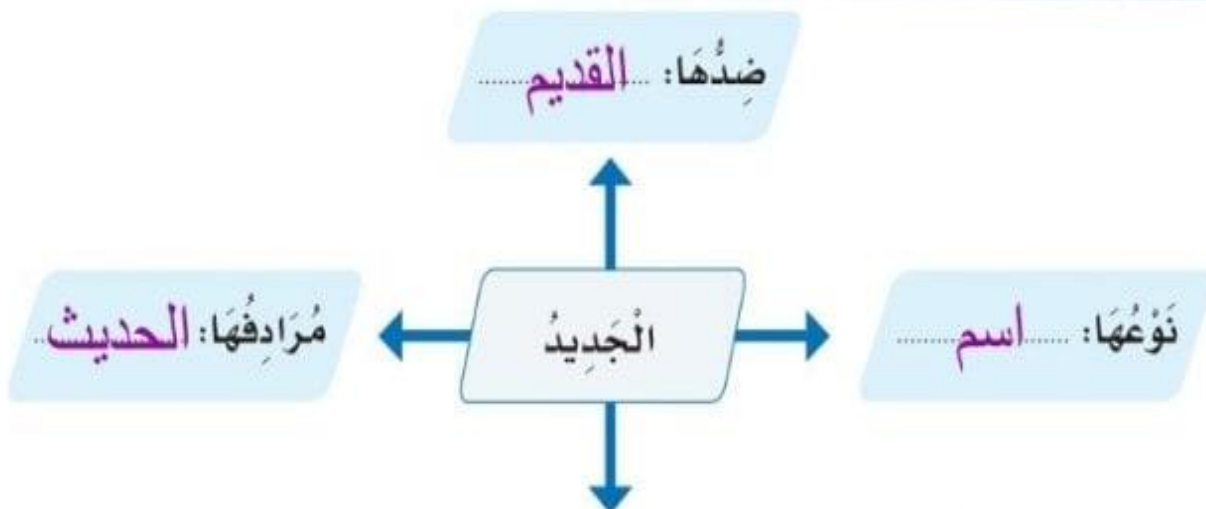 ضِدُّهَا: ......القديم......
نَوْعُهَا: ......اسم......
الْجَدِيدُ
مُرَادِفُهَا: الحديث..